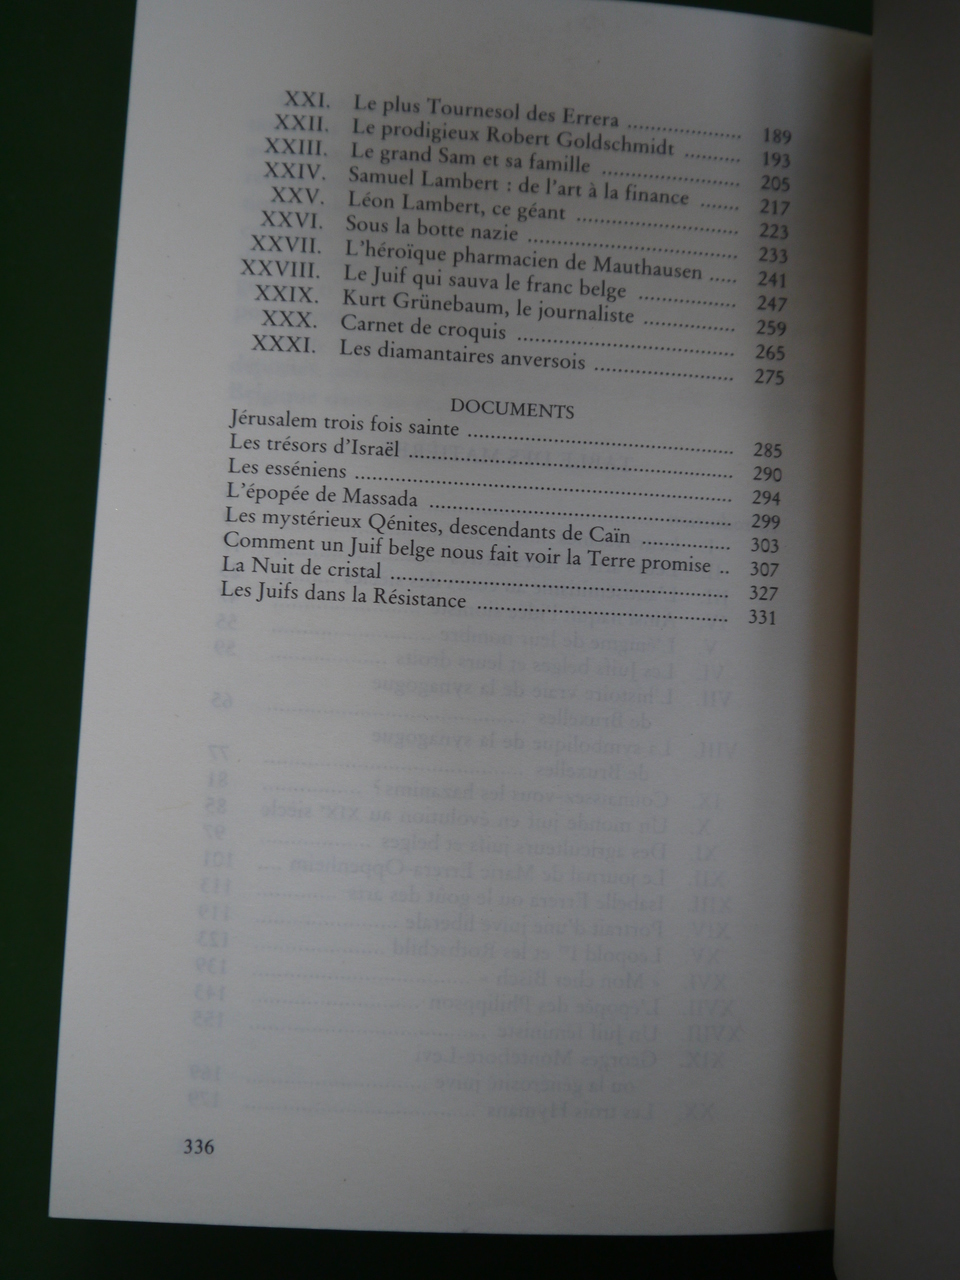 XXI. Le plus Tournesol des Errera .................... 189
XXII. Le prodigieux Robert Goldschmidt .......... 193
XXIII. Le grand Sam et sa famille ......................... 205
XXIV. Samuel Lambert : de l'art à la finance ....... 217
XXV. Léon Lambert, ce géant ............................. 223
XXVI. Sous la botte nazie ..................................... 233
XXVII. L'héroïque pharmacien de Mauthausen ..... 241
XXVIII. Le Juif qui sauva le franc belge ................. 247
XXIX. Kurt Grünebaum, le journaliste ................ 259
XXX. Carnet de croquis ....................................... 265
XXXI. Les diamantaires anversois ......................... 275
DOCUMENTS
Jérusalem trois fois sainte .............................................. 285
Les trésors d'Israël ........................................................ 290
Les esséniens ................................................................. 294
L'épopée de Massada ..................................................... 299
Les mystérieux Qénites, descendants de Caïn ............... 303
Comment un Juif belge nous fait voir la Terre promise .. 307
La Nuit de cristal .......................................................... 327
Les Juifs dans la Résistance ........................................... 331
336